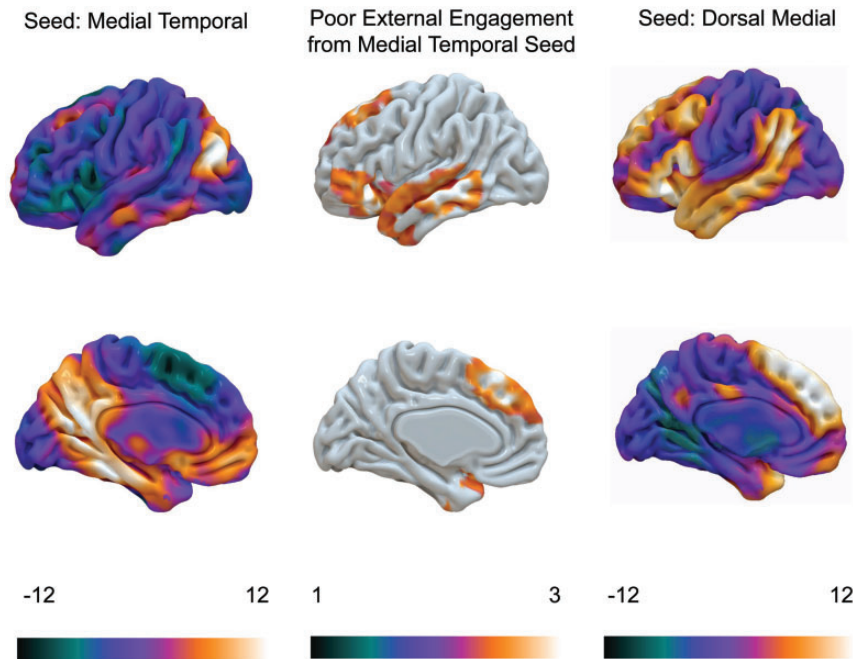 Seed: Medial Temporal
Poor External Engagement
from Medial Temporal Seed
Seed: Dorsal Medial
-12 12
1 3
-12 12